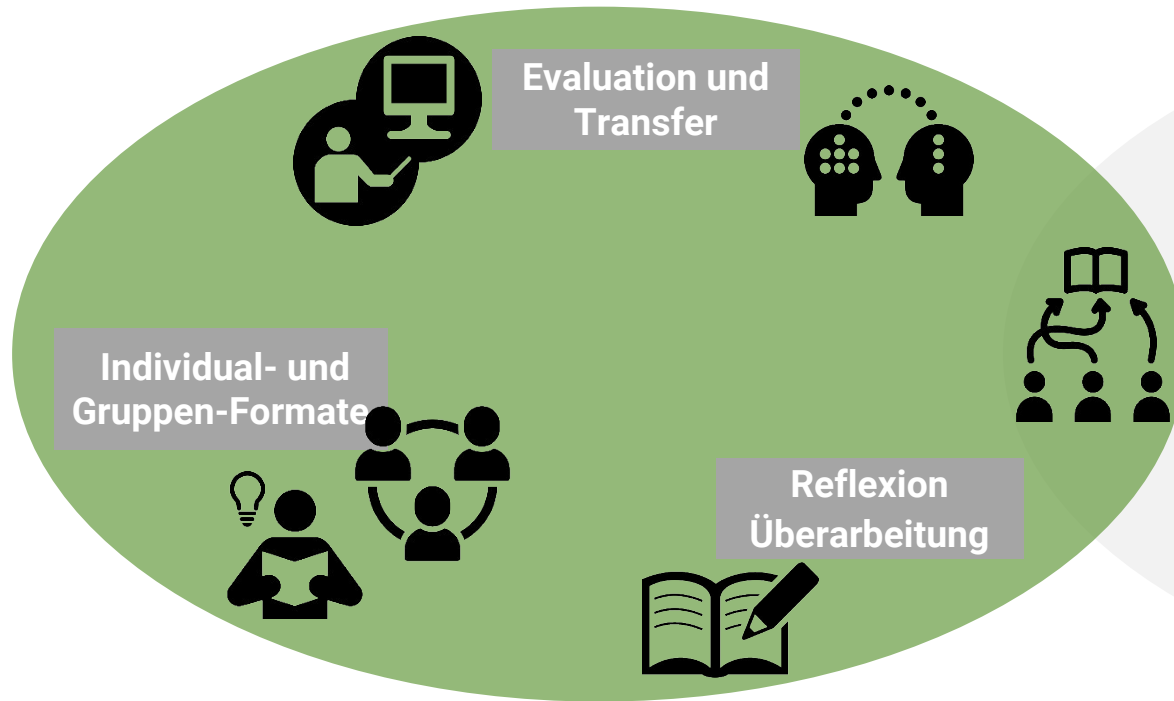 Evaluation und
Transfer
Individual- und
Gruppen-Formate
Reflexion
Überarbeitung